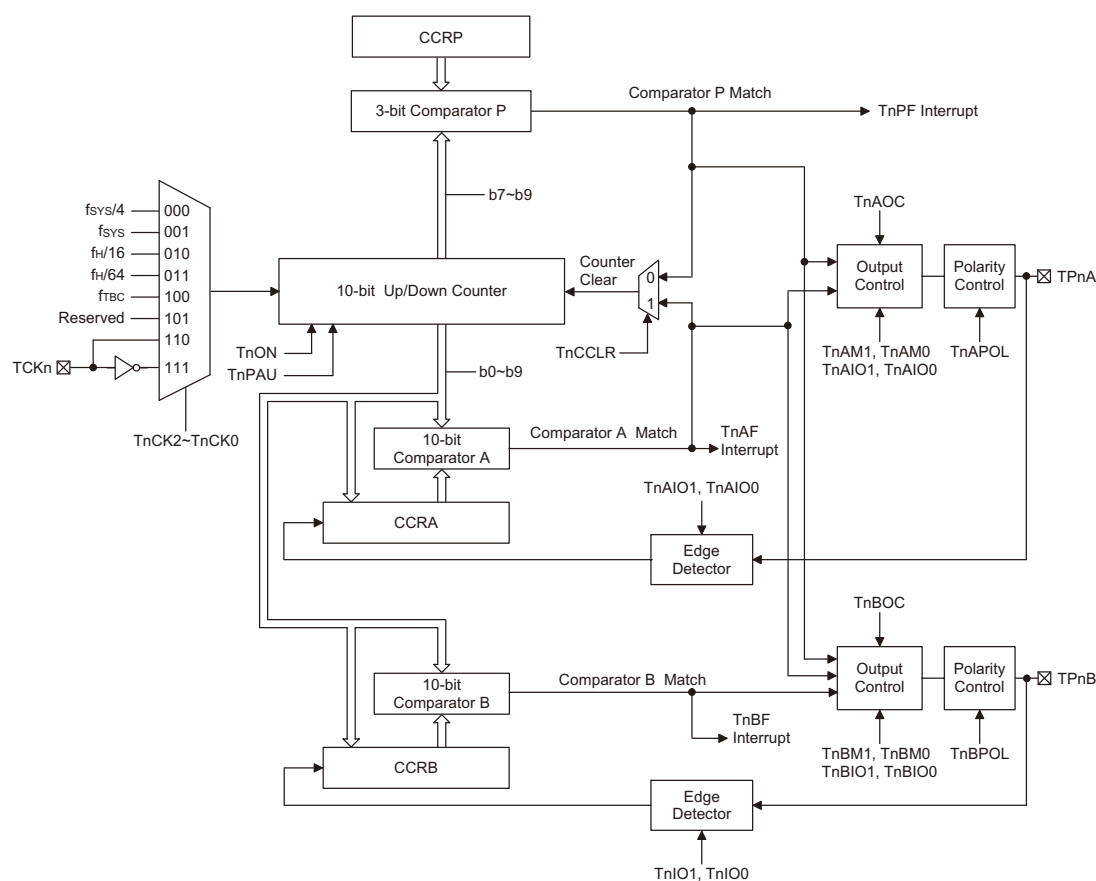 CCRP
3-bit Comparator P
Comparator P Match
TnPF Interrupt
b7~b9
fSYS/4
000
fSYS
001
fH/16
010
fH/64
011
fTBC
100
Reserved
101
110
TCKn
111
TnCK2~TnCK0
10-bit Up/Down Counter
Counter
Clear
0
1
TnCCLR
TnON
TnPAU
b0~b9
TnAOC
Output
Control
Polarity
Control
TPnA
TnAM1, TnAM0
TnAIO1, TnAIO0
TnAPOL
10-bit
Comparator A
Comparator A Match
TnAF
Interrupt
CCRA
TnAIO1, TnAIO0
Edge
Detector
TnBOC
Output
Control
Polarity
Control
TPnB
TnBM1, TnBM0
TnBIO1, TnBIO0
TnBPOL
10-bit
Comparator B
Comparator B Match
TnBF
Interrupt
CCRB
Edge
Detector
TnIO1, TnIO0